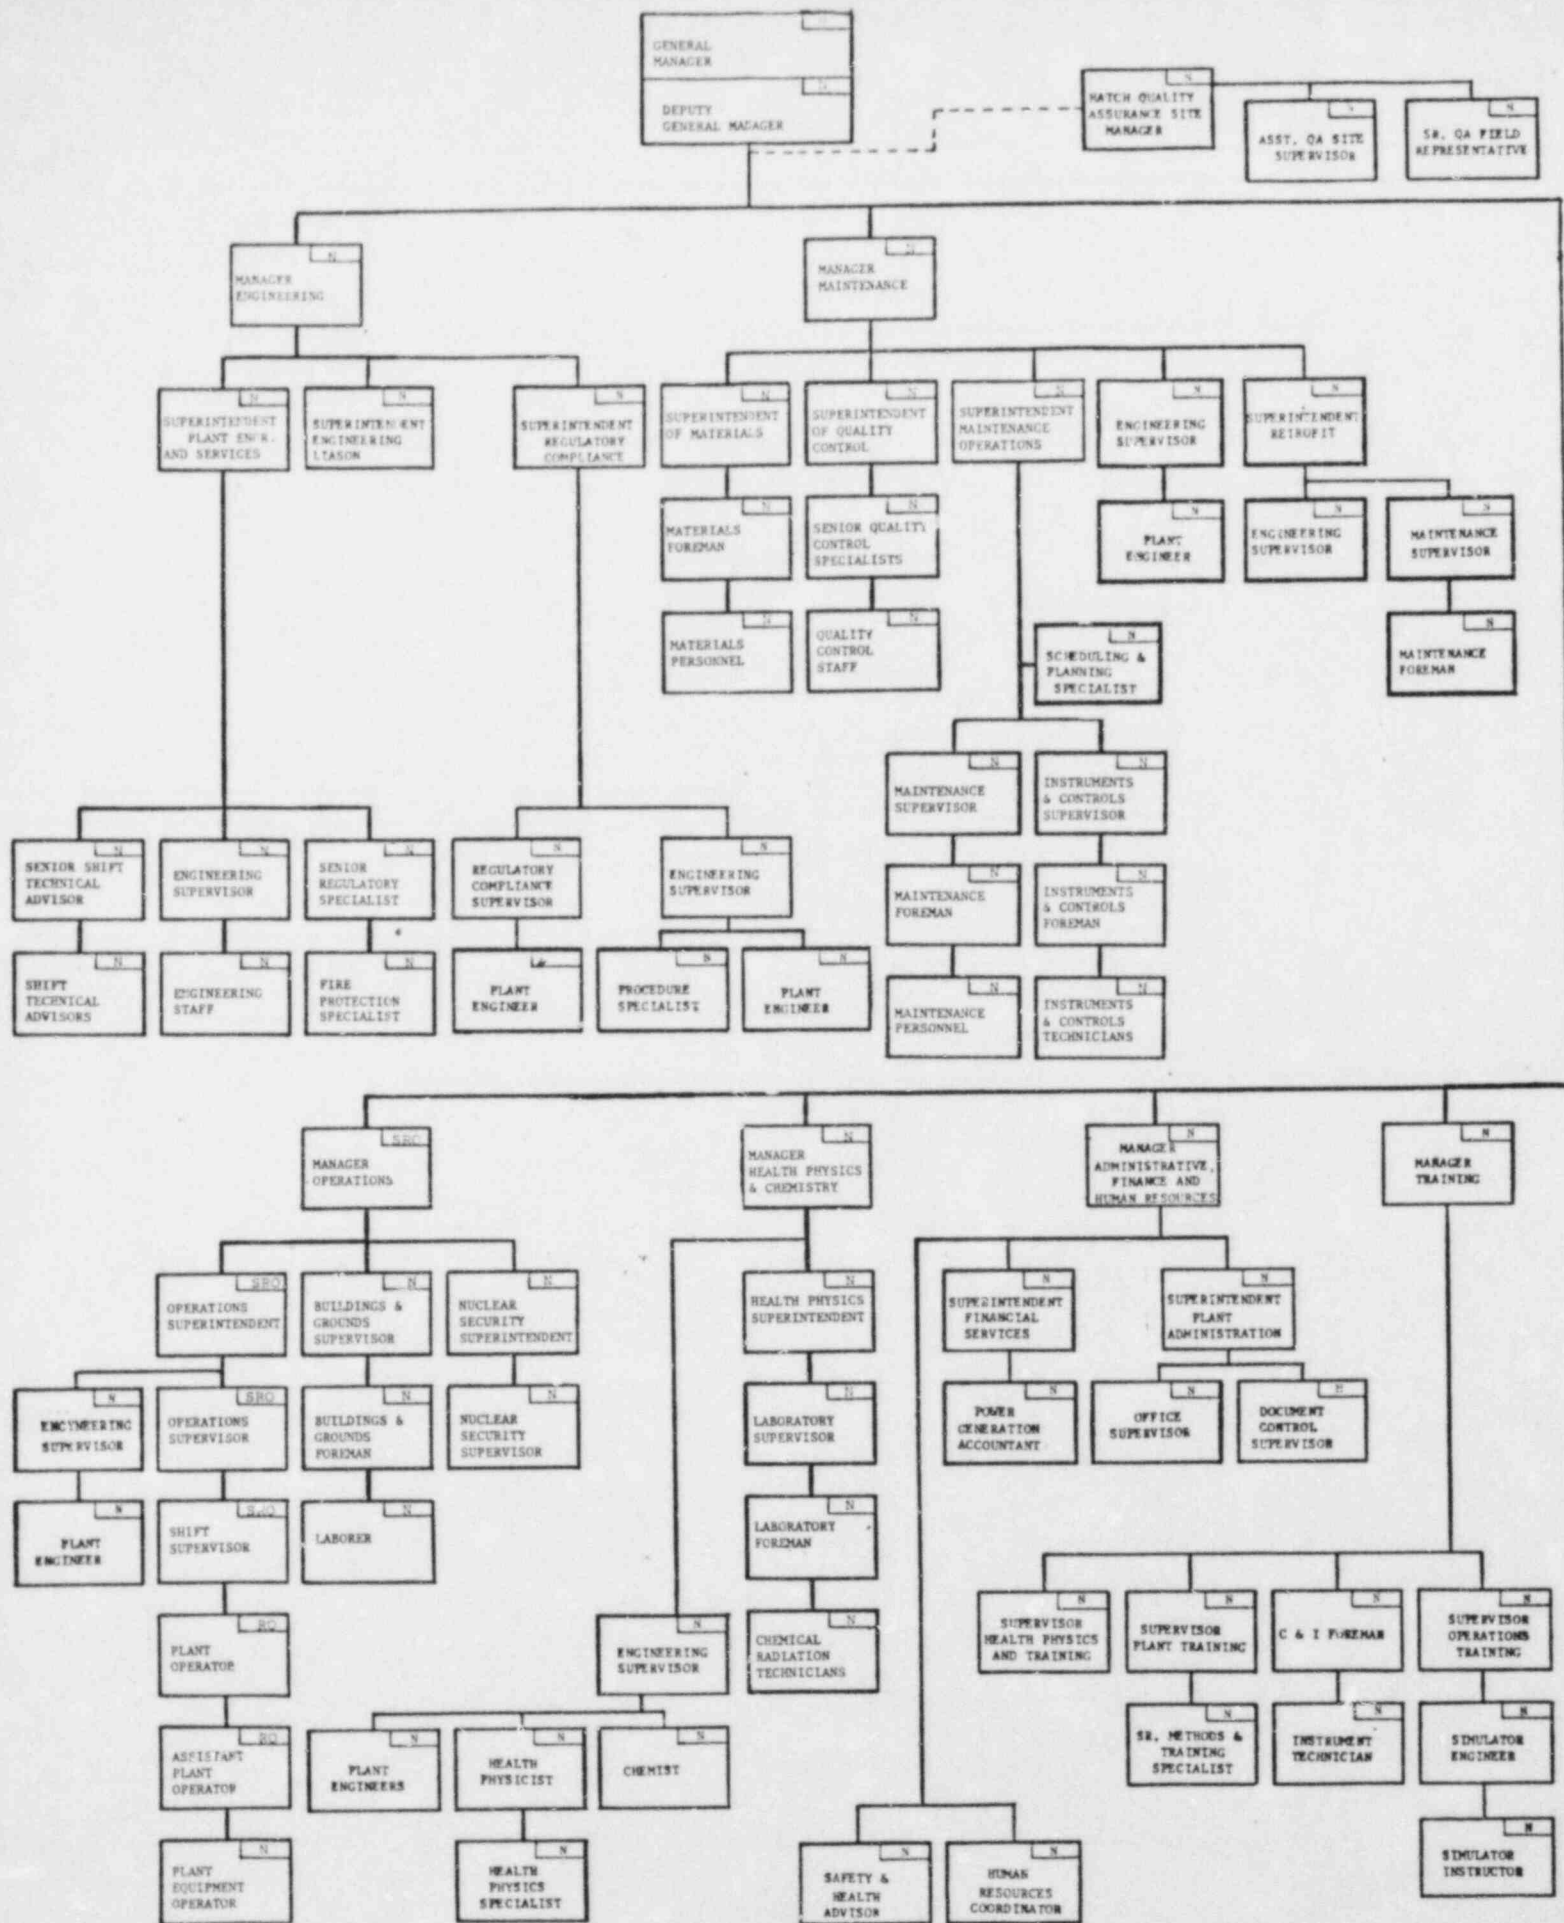 GENERAL
MANAGER
N
DEPUTY
GENERAL MANAGER
HATCH QUALITY
ASSURANCE SITE
MANAGER
ASST. QA SITE
SUPERVISOR
N
SR. QA FIELD
REPRESENTATIVE
N
MANAGER
ENGINEERING
N
MANAGER
MAINTENANCE
N
SUPERINTENDENT
PLANT ENGR.
AND SERVICES
N
SUPERINTENDENT
ENGINEERING
LIASON
N
SUPERINTENDENT
REGULATORY
COMPLIANCE
N
SUPERINTENDENT
OF MATERIALS
N
SUPERINTENDENT
OF QUALITY
CONTROL
N
SUPERINTENDENT
MAINTENANCE
OPERATIONS
N
ENGINEERING
SUPERVISOR
N
SUPERINTENDENT
RETROFIT
N
MATERIALS
FOREMAN
N
SENIOR QUALITY
CONTROL
SPECIALISTS
N
PLANT
ENGINEER
N
ENGINEERING
SUPERVISOR
N
MAINTENANCE
SUPERVISOR
N
MATERIALS
PERSONNEL
N
QUALITY
CONTROL
STAFF
N
SCHEDULING &
PLANNING
SPECIALIST
N
MAINTENANCE
FOREMAN
N
MAINTENANCE
SUPERVISOR
N
INSTRUMENTS
& CONTROLS
SUPERVISOR
N
SENIOR SHIFT
TECHNICAL
ADVISOR
N
ENGINEERING
SUPERVISOR
N
SENIOR
REGULATORY
SPECIALIST
N
REGULATORY
COMPLIANCE
SUPERVISOR
N
ENGINEERING
SUPERVISOR
N
MAINTENANCE
FOREMAN
N
INSTRUMENTS
& CONTROLS
FOREMAN
N
SHIFT
TECHNICAL
ADVISORS
N
ENGINEERING
STAFF
N
FIRE
PROTECTION
SPECIALIST
PLANT
ENGINEER
N
PROCEDURE
SPECIALIST
N
PLANT
ENGINEER
N
MAINTENANCE
PERSONNEL
N
INSTRUMENTS
& CONTROLS
TECHNICIANS
SRO
MANAGER
OPERATIONS
N
MANAGER
HEALTH PHYSICS
& CHEMISTRY
N
MANAGER
ADMINISTRATIVE,
FINANCE AND
HUMAN RESOURCES
N
MANAGER
TRAINING
SRO
OPERATIONS
SUPERINTENDENT
N
BUILDINGS &
GROUNDS
SUPERVISOR
N
NUCLEAR
SECURITY
SUPERINTENDENT
N
HEALTH PHYSICS
SUPERINTENDENT
N
SUPERINTENDENT
FINANCIAL
SERVICES
N
SUPERINTENDENT
PLANT
ADMINISTRATION
N
ENGINEERING
SUPERVISOR
SRO
OPERATIONS
SUPERVISOR
N
BUILDINGS &
GROUNDS
FOREMAN
N
NUCLEAR
SECURITY
SUPERVISOR
N
LABORATORY
SUPERVISOR
N
POWER
GENERATION
ACCOUNTANT
N
OFFICE
SUPERVISOR
DOCUMENT
CONTROL
SUPERVISOR
N
PLANT
ENGINEER
SRO
SHIFT
SUPERVISOR
N
LABORER
N
LABORATORY
FOREMAN
RO
PLANT
OPERATOR
N
ENGINEERING
SUPERVISOR
N
CHEMICAL
RADIATION
TECHNICIANS
N
SUPERVISOR
HEALTH PHYSICS
AND TRAINING
N
SUPERVISOR
PLANT TRAINING
N
C & I FOREMAN
N
SUPERVISOR
OPERATIONS
TRAINING
RO
ASSISTANT
PLANT
OPERATOR
N
PLANT
ENGINEERS
N
HEALTH
PHYSICIST
N
CHEMIST
N
SR. METHODS &
TRAINING
SPECIALIST
N
INSTRUMENT
TECHNICIAN
N
SIMULATOR
ENGINEER
N
PLANT
EQUIPMENT
OPERATOR
N
HEALTH
PHYSICS
SPECIALIST
N
SAFETY &
HEALTH
ADVISOR
N
HUMAN
RESOURCES
COORDINATOR
N
SIMULATOR
INSTRUCTOR